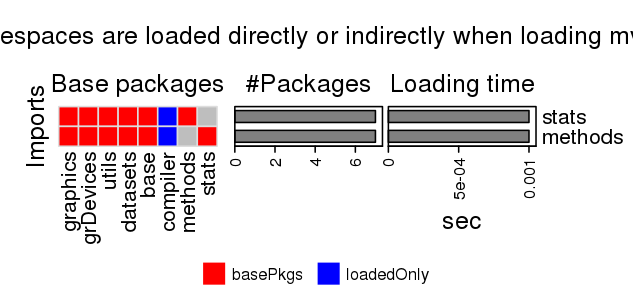 espaces are loaded directly or indirectly when loading
Base packages
#Packages
Loading time
Imports
stats
methods
graphics
grDevices
utils
datasets
base
compiler
methods
stats
0 2 4 6
0 5e-04 0.001
sec
basePkgs
loadedOnly